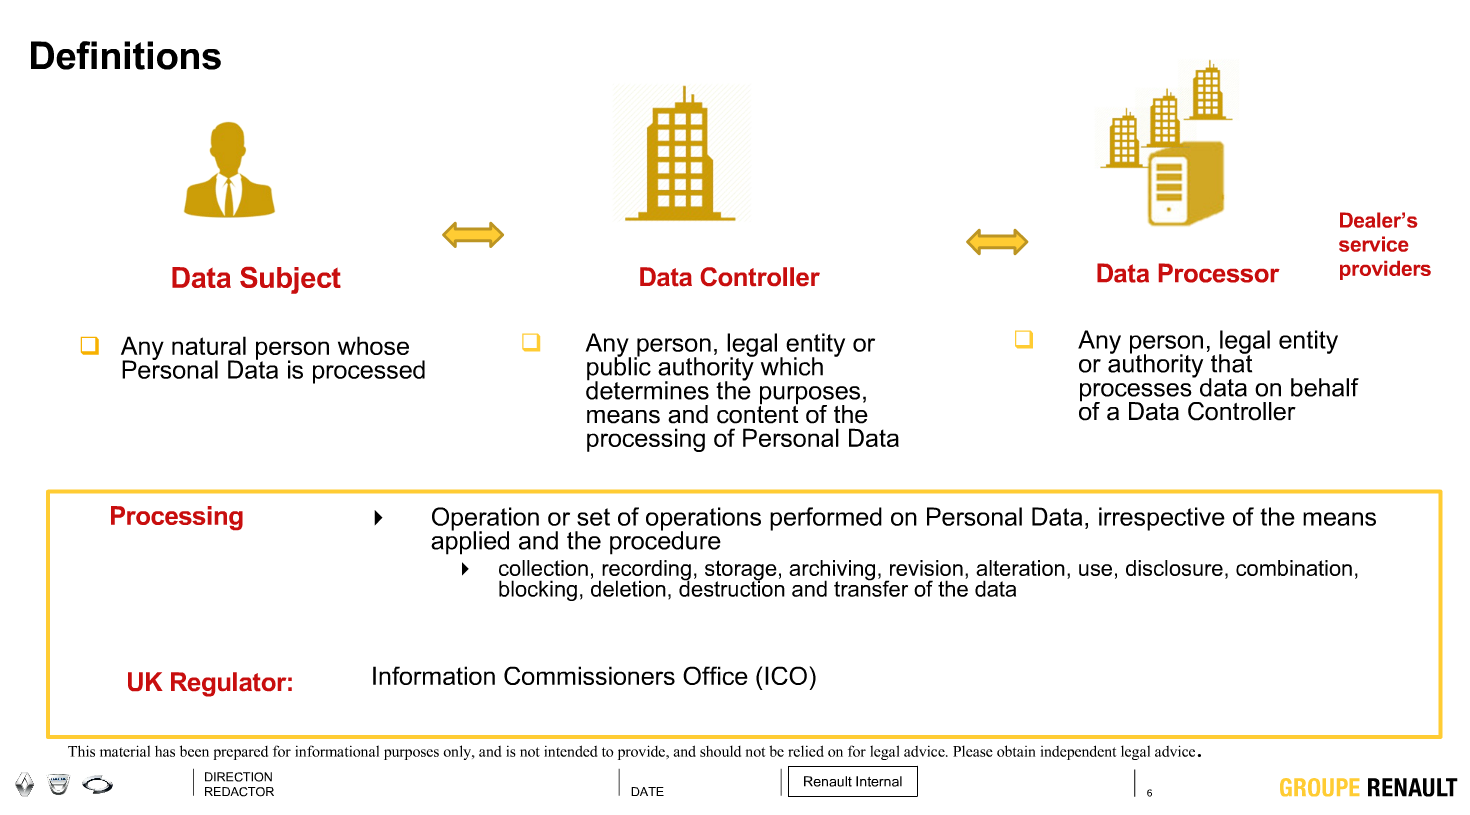 Definitions
Data Subject
Any natural person whose
Personal Data is processed
Data Controller
Any person, legal entity or
public authority which
determines the purposes,
means and content of the
processing of Personal Data
Data Processor
Dealer’s
service
providers
Any person, legal entity
or authority that
processes data on behalf
of a Data Controller
Processing
Operation or set of operations performed on Personal Data, irrespective of the means
applied and the procedure
collection, recording, storage, archiving, revision, alteration, use, disclosure, combination,
blocking, deletion, destruction and transfer of the data
UK Regulator:
Information Commissioners Office (ICO)
This material has been prepared for informational purposes only, and is not intended to provide, and should not be relied on for legal advice. Please obtain independent legal advice.
DIRECTION
REDACTOR
DATE
Renault Internal
6
GROUPE RENAULT